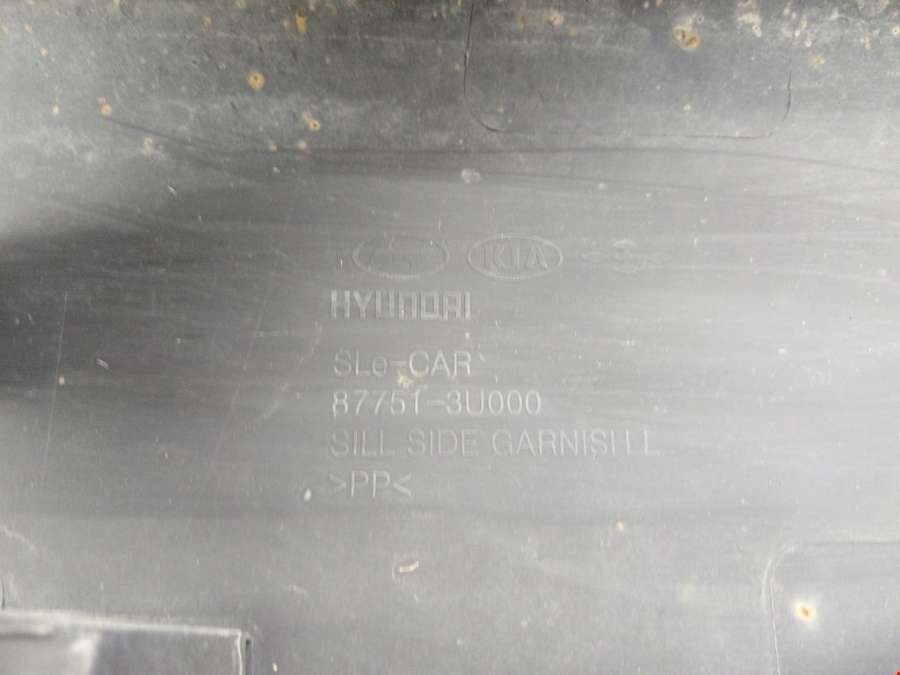 KIA
HYUNDAI
SLe-CAR
87751-3U000
SILL SIDE GARNISH L
>PP<